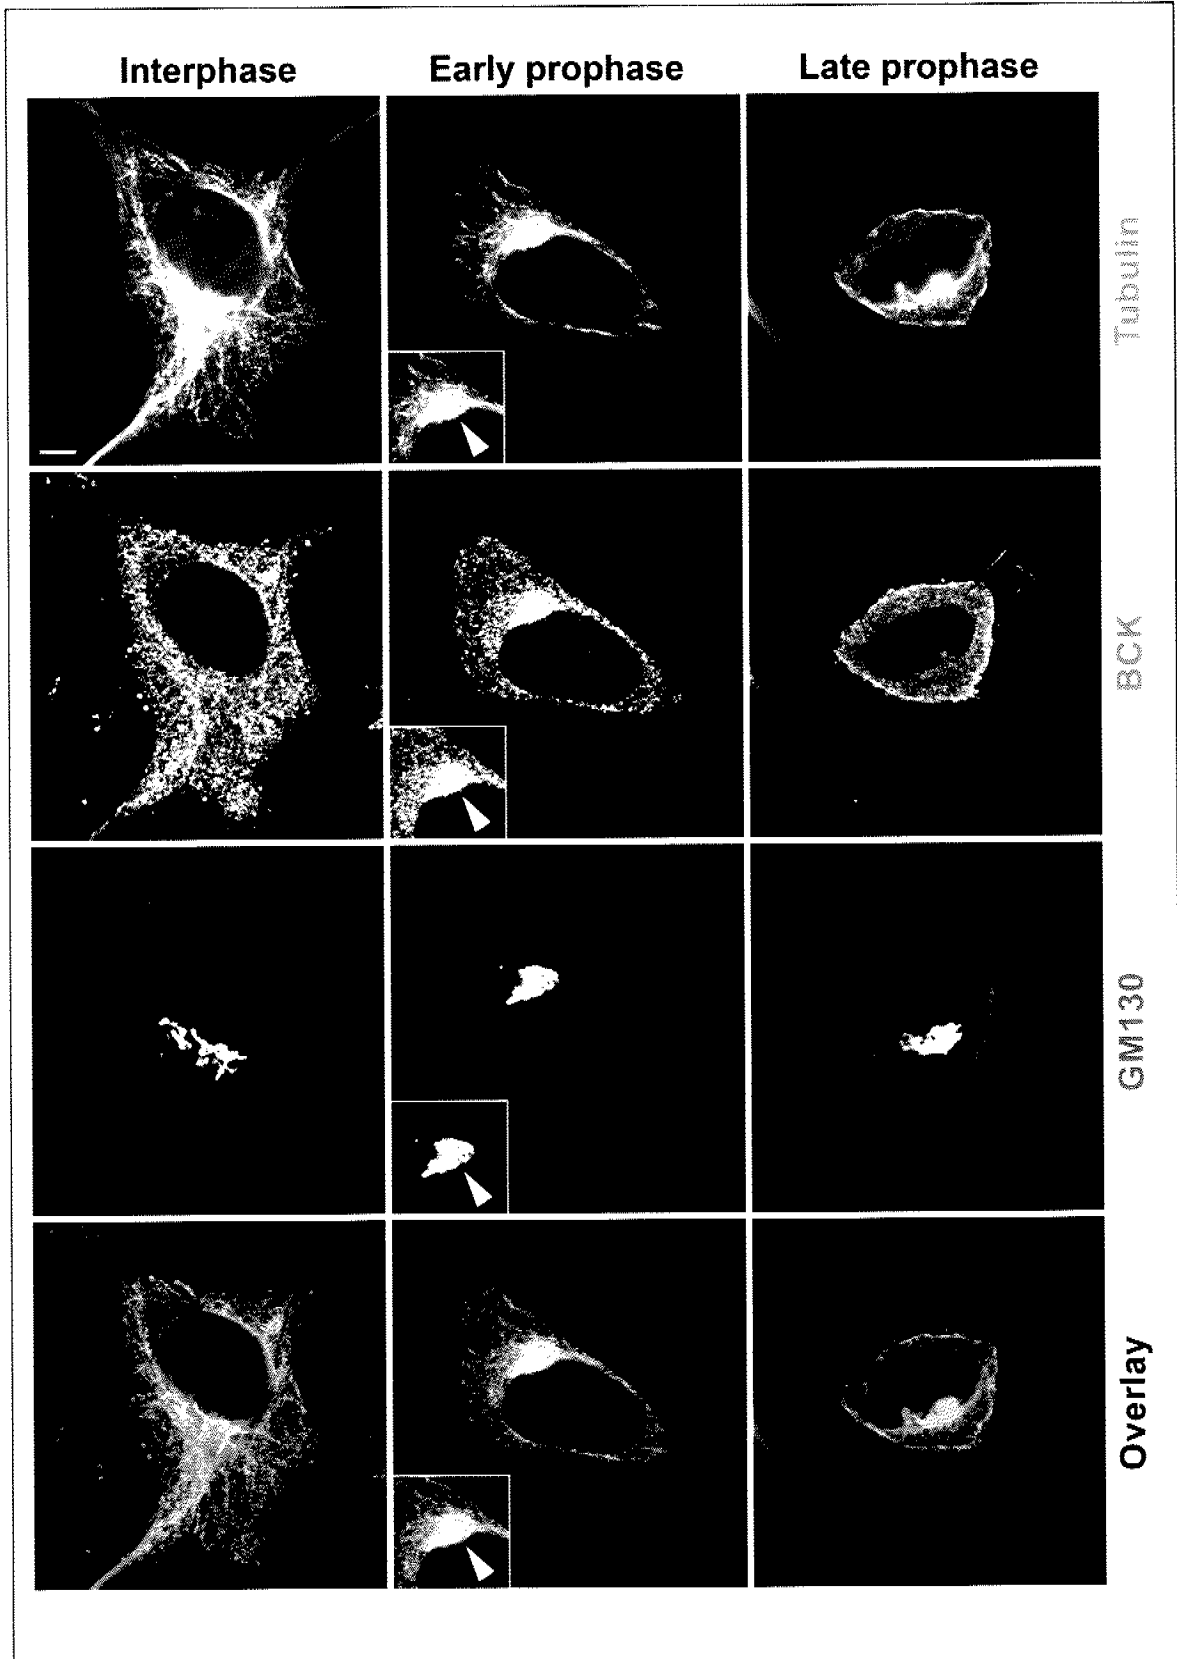 Interphase
Early prophase
Late prophase
Tubulin
BCK
GM130
Overlay